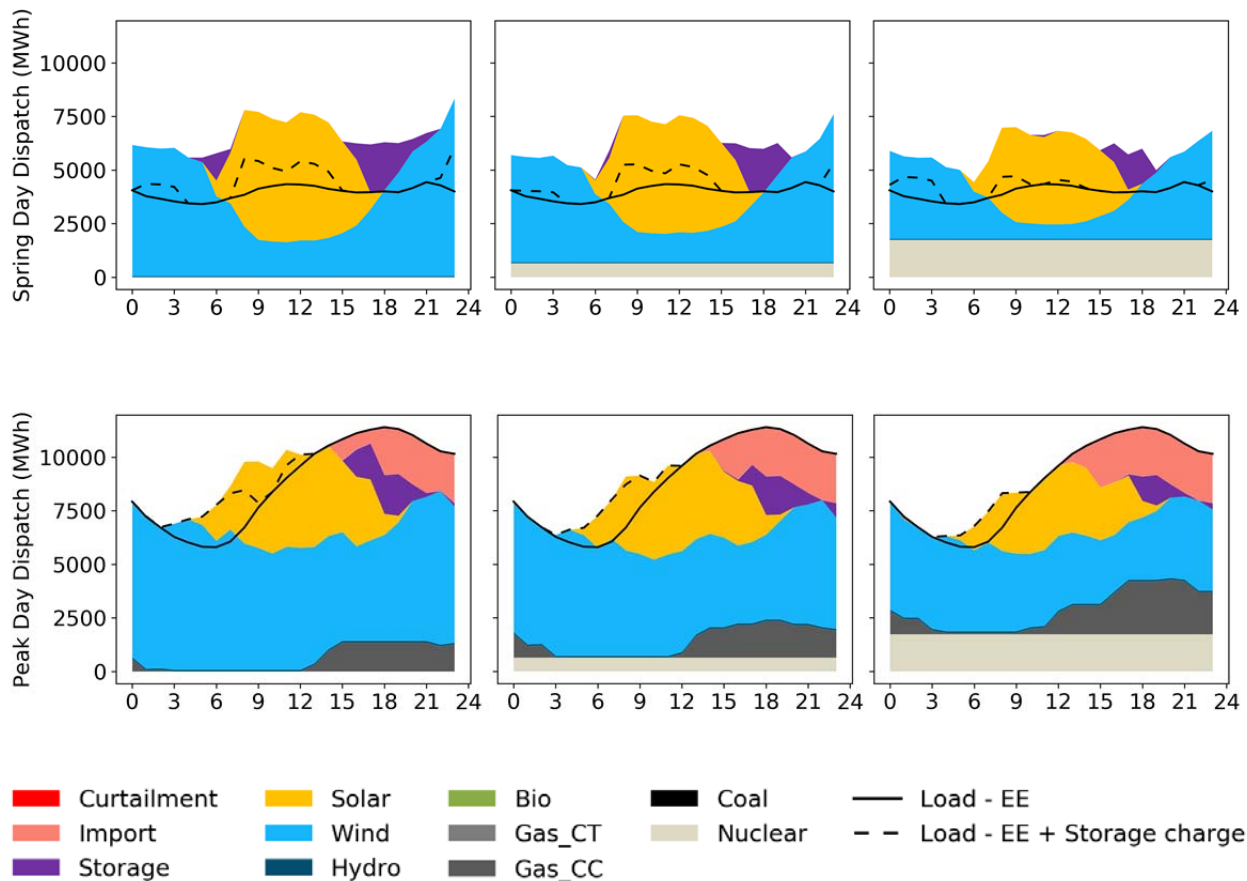 Spring Day Dispatch (MWh)
10000
7500
5000
2500
0
0 3 6 9 12 15 18 21 24
0 3 6 9 12 15 18 21 24
0 3 6 9 12 15 18 21 24
Peak Day Dispatch (MWh)
10000
7500
5000
2500
0
0 3 6 9 12 15 18 21 24
0 3 6 9 12 15 18 21 24
0 3 6 9 12 15 18 21 24
Curtailment Solar Bio Coal Load - EE
Import Wind Gas_CT Nuclear Load - EE + Storage charge
Storage Hydro Gas_CC